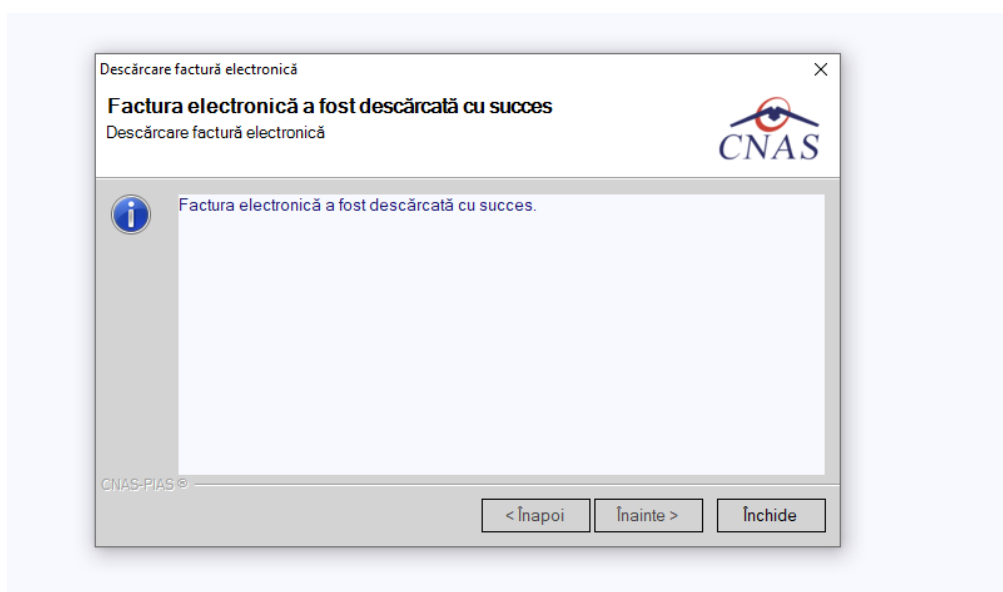 Descărcare factură electronică
Factura electronică a fost descărcată cu succes
Descărcare factură electronică
CNAS
Factura electronică a fost descărcată cu succes.
CNAS-PIAS ®
< Înapoi
Înainte >
Închide